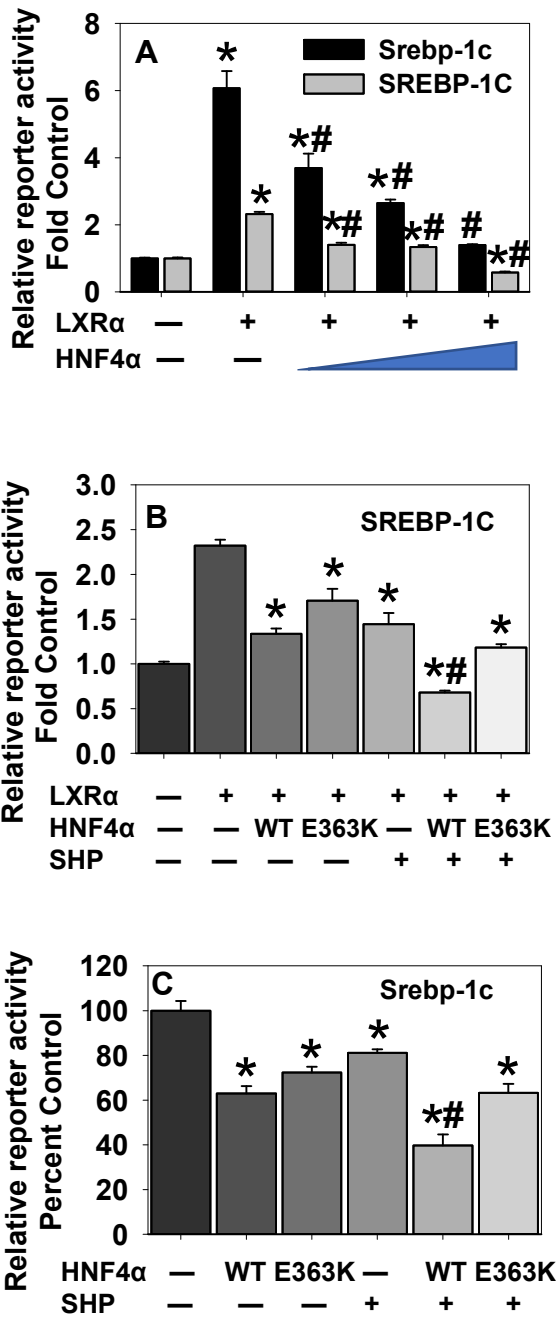 A
Srebp-1c
SREBP-1C
Relative reporter activity
Fold Control
8
6
4
2
0
*
*
*#
*#
*#
*#
#
*#
LXRα — + + + +
HNF4α — —
B
SREBP-1C
Relative reporter activity
Fold Control
3.0
2.5
2.0
1.5
1.0
0.5
0.0
*
*
*
*#
*
LXRα — + + + + + +
HNF4α — — WT E363K — WT E363K
SHP — — — — + + +
C
Srebp-1c
Relative reporter activity
Percent Control
120
100
80
60
40
20
0
*
*
*
*#
*
HNF4α — WT E363K — WT E363K
SHP — — — + + +